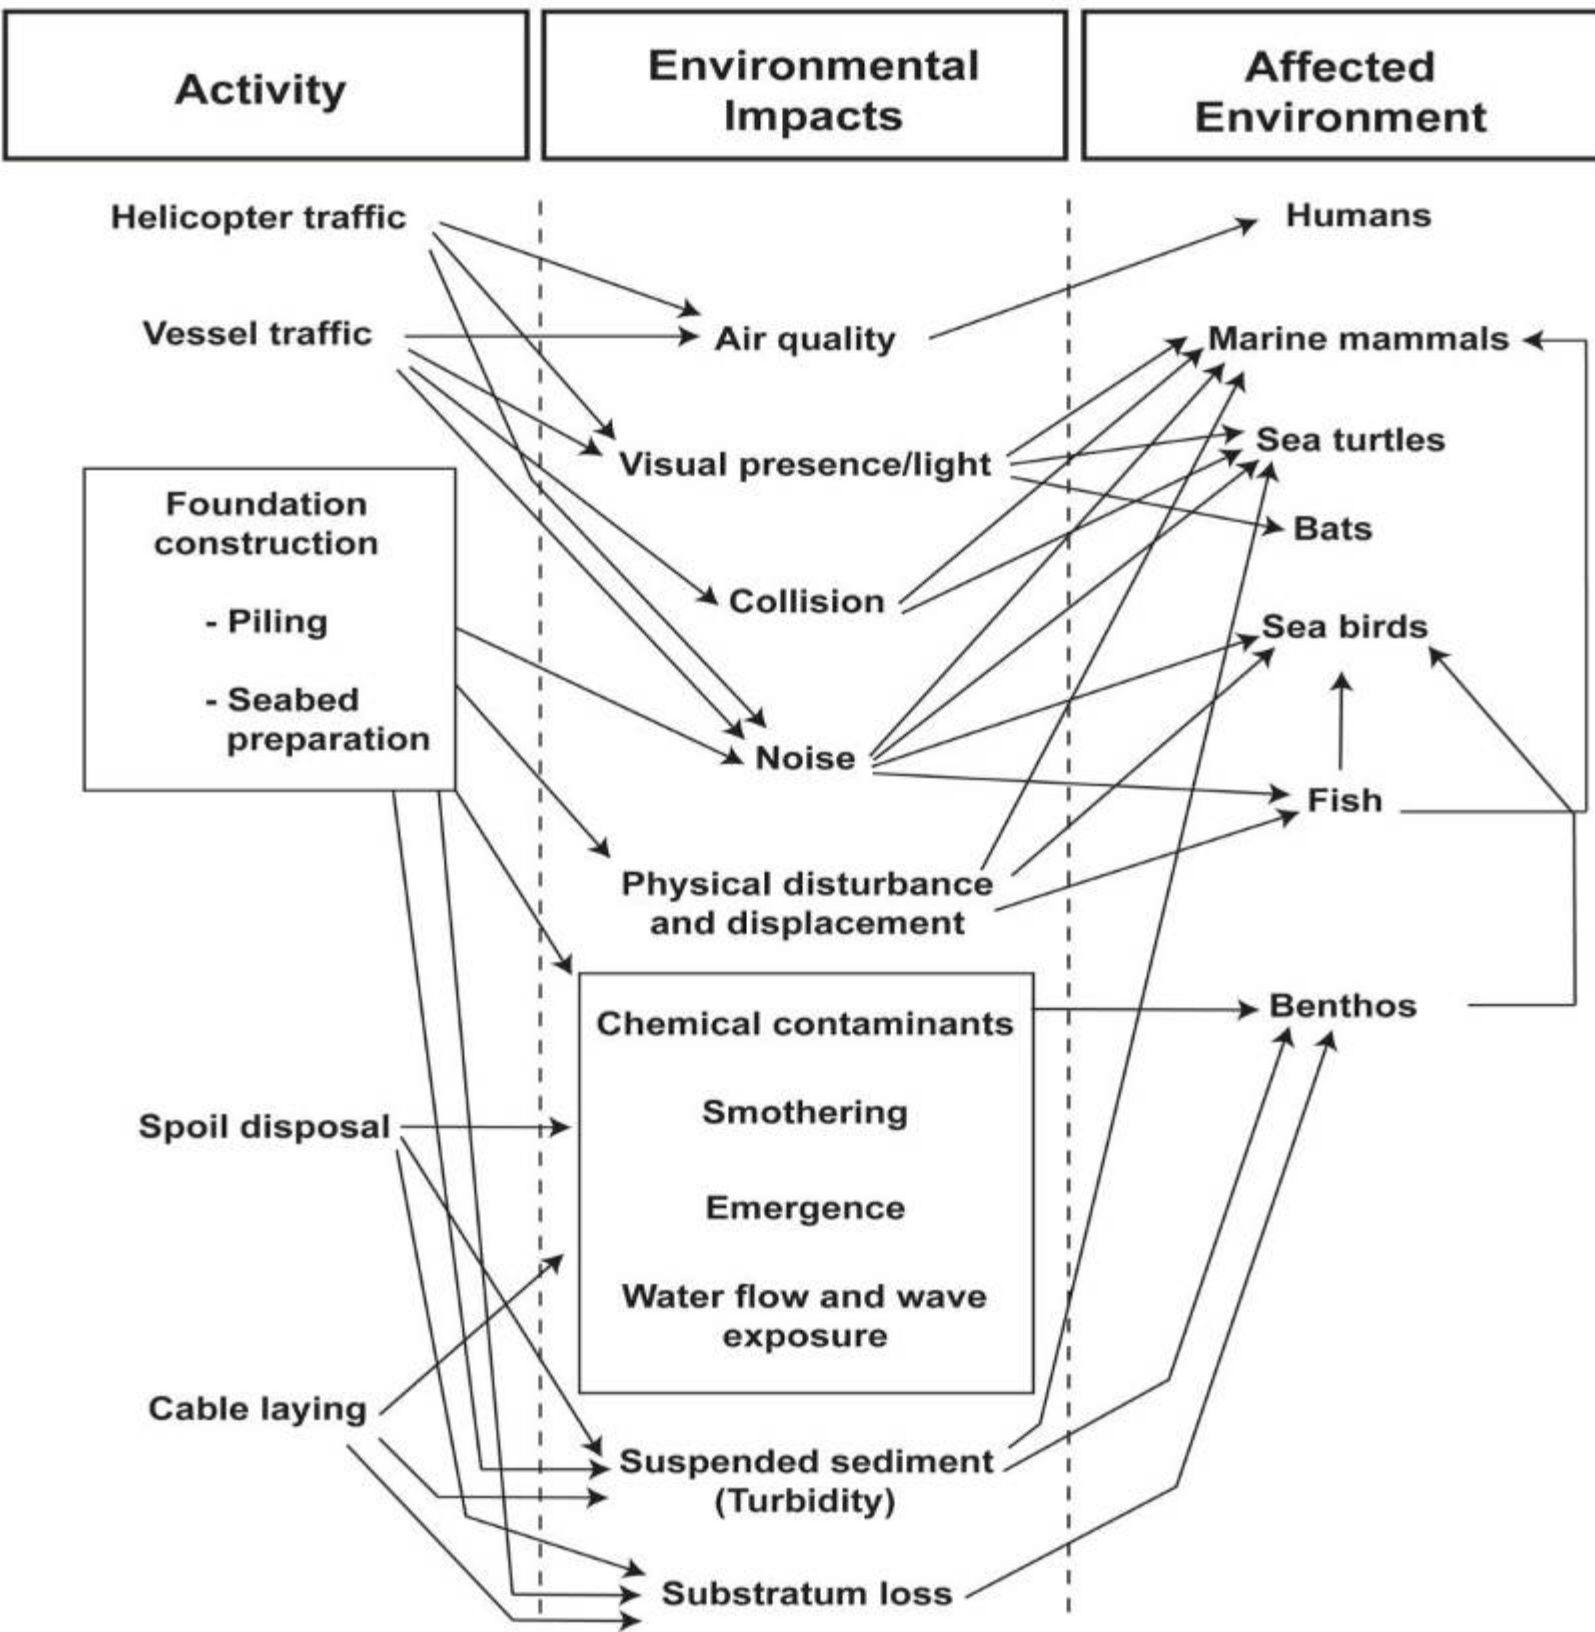 Activity
Environmental
Impacts
Affected
Environment
Helicopter traffic
Vessel traffic
Foundation
construction
- Piling
- Seabed
preparation
Spoil disposal
Cable laying
Air quality
Visual presence/light
Collision
Noise
Physical disturbance
and displacement
Chemical contaminants
Smothering
Emergence
Water flow and wave
exposure
Suspended sediment
(Turbidity)
Substratum loss
Humans
Marine mammals
Sea turtles
Bats
Sea birds
Fish
Benthos